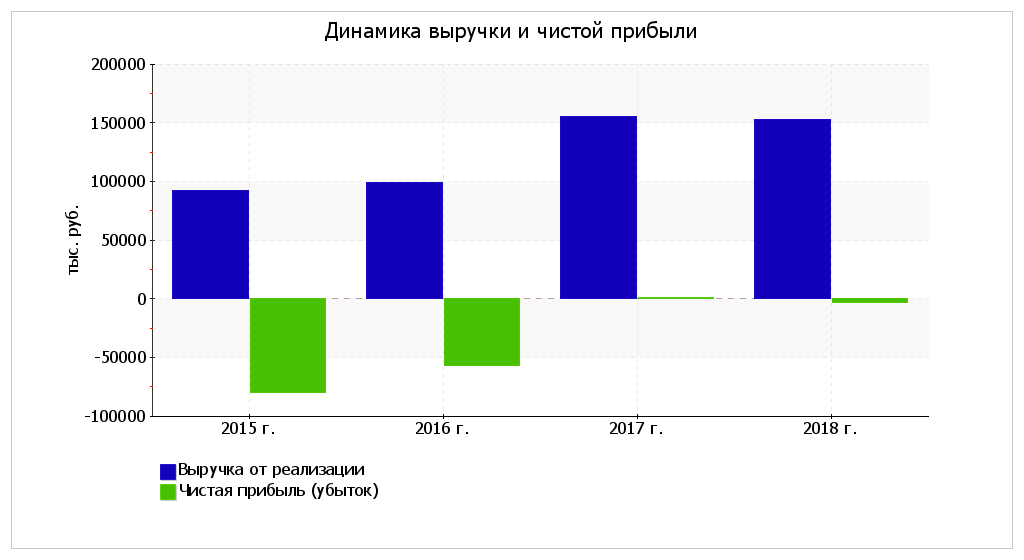 Динамика выручки и чистой прибыли
200000
150000
100000
50000
0
-50000
-100000
тыс. руб.
2015 г. 2016 г. 2017 г. 2018 г.
Выручка от реализации
Чистая прибыль (убыток)